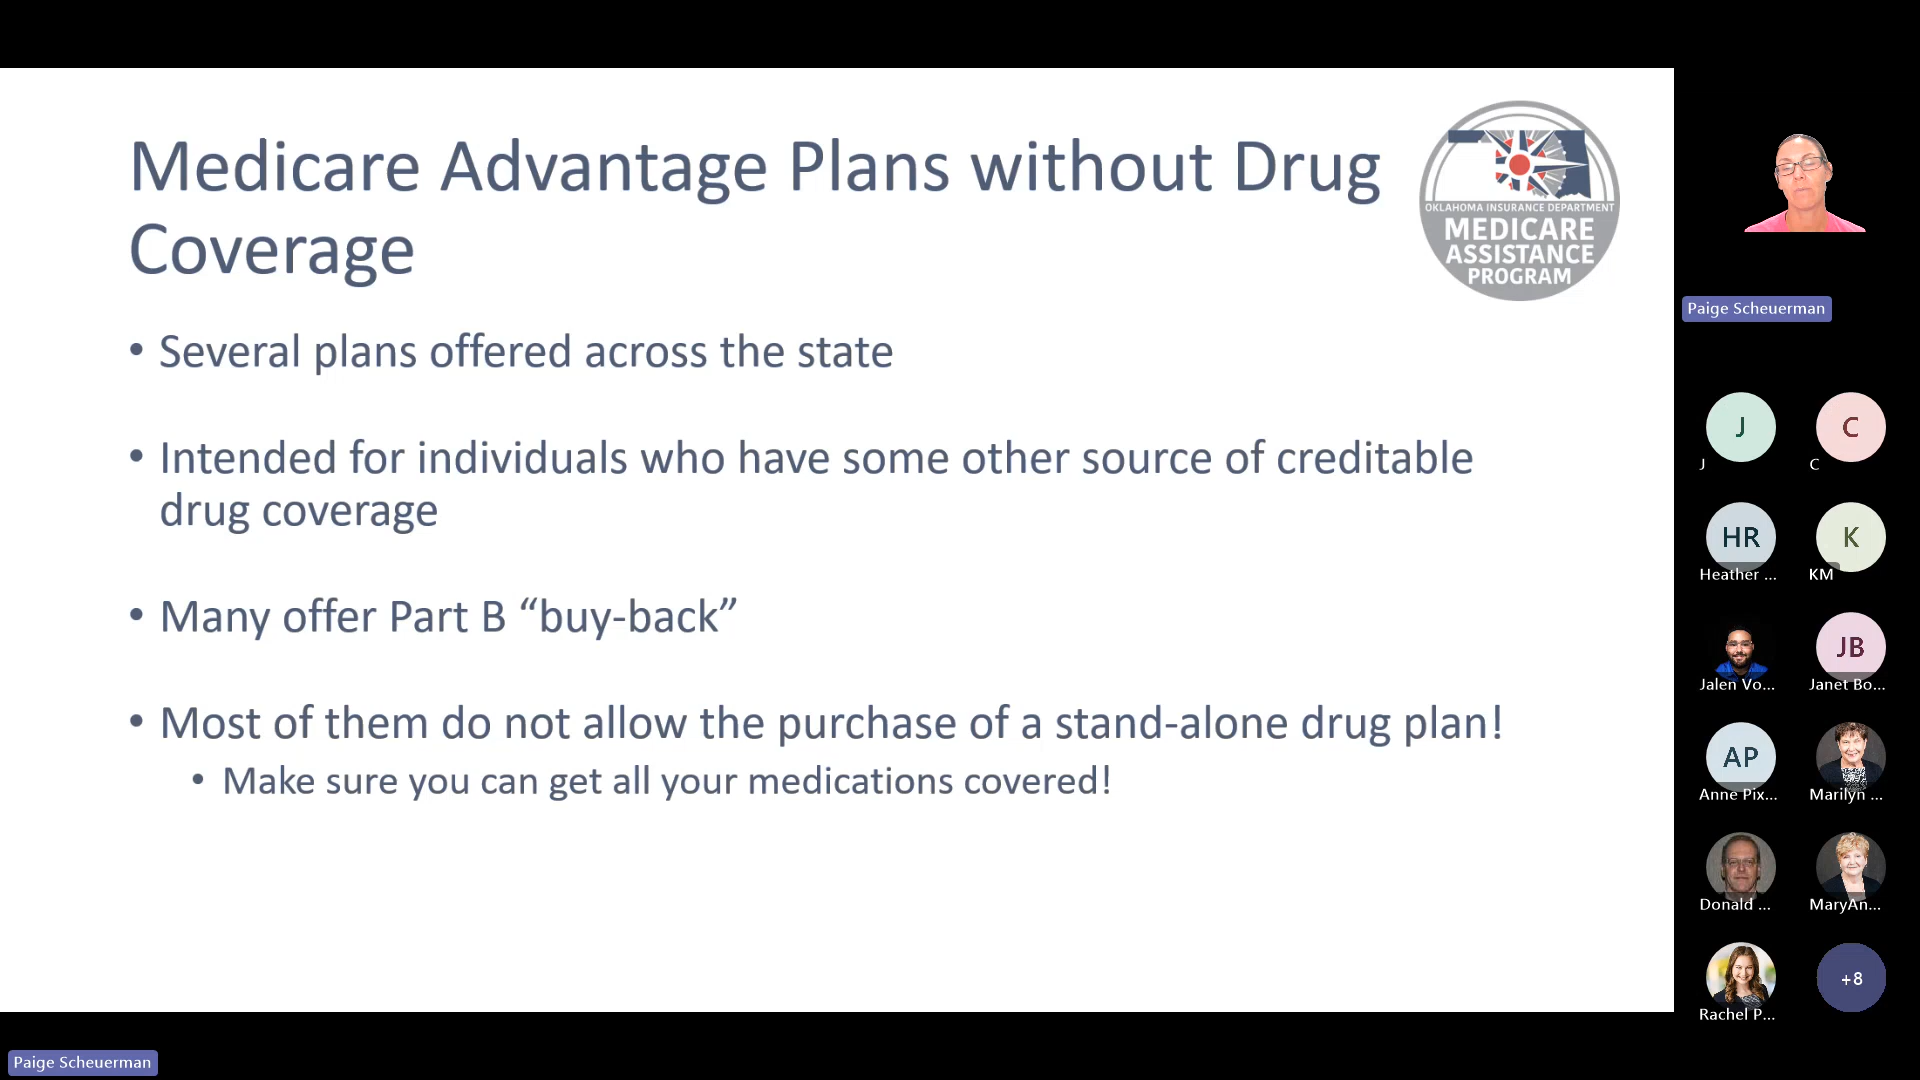 Medicare Advantage Plans without Drug
Coverage
OKLAHOMA INSURANCE DEPARTMENT
MEDICARE
ASSISTANCE
PROGRAM
• Several plans offered across the state
• Intended for individuals who have some other source of creditable
drug coverage
• Many offer Part B “buy-back”
• Most of them do not allow the purchase of a stand-alone drug plan!
• Make sure you can get all your medications covered!
Paige Scheuerman
J
C
J
C
HR
K
Heather ...
KM
JB
Jalen Vo...
Janet Bo...
AP
Anne Pix...
Marilyn ...
Donald ...
MaryAn...
+8
Rachel P...
Paige Scheuerman